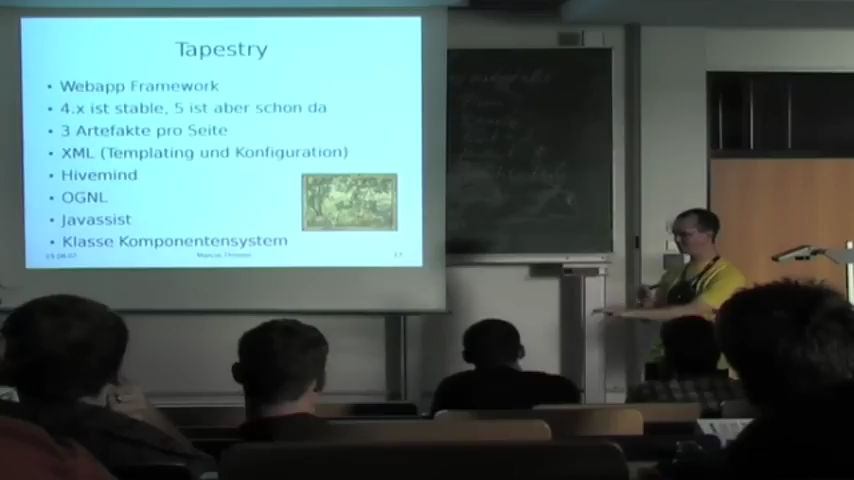 Tapestry
• Webapp Framework
• 4.x ist stable, 5 ist aber schon da
• 3 Artefakte pro Seite
• XML (Templating und Konfiguration)
• Hivemind
• OGNL
• Javassist
• Klasse Komponentensystem
Marcus